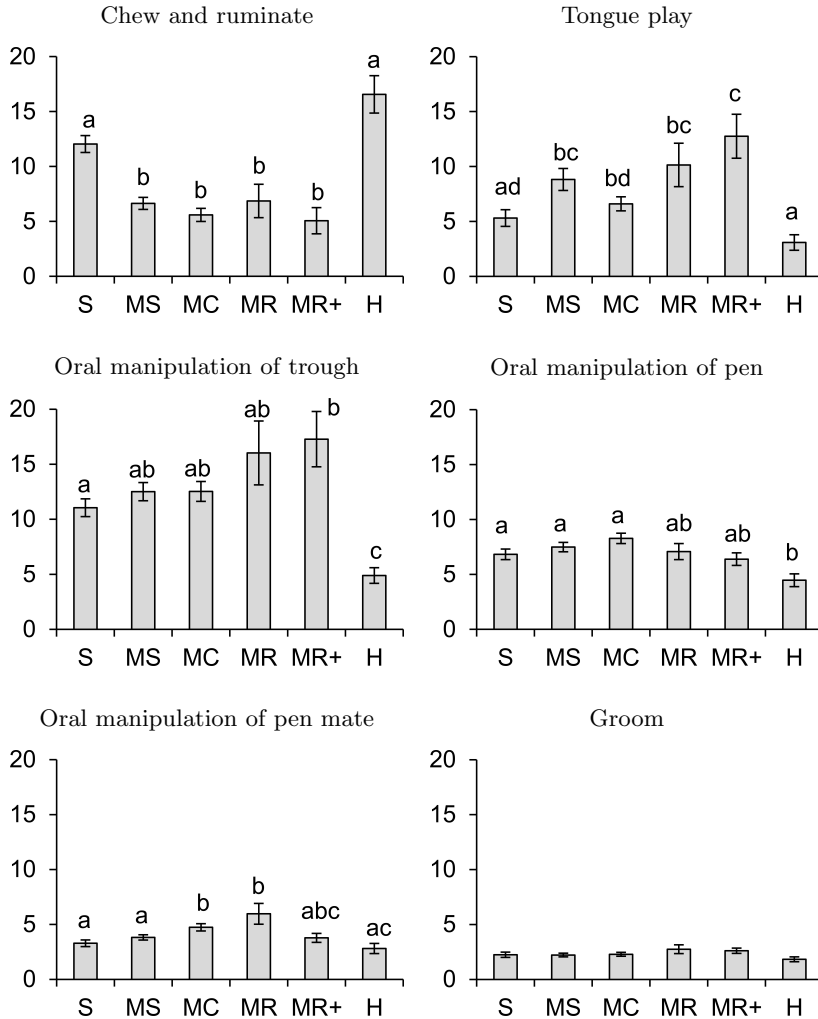 Chew and ruminate
20
15
10
5
0
a
b
b
b
b
a
S MS MC MR MR+ H
Tongue play
20
15
10
5
0
ad
bc
bd
bc
c
a
S MS MC MR MR+ H
Oral manipulation of trough
20
15
10
5
0
a
ab
ab
ab
b
c
S MS MC MR MR+ H
Oral manipulation of pen
20
15
10
5
0
a
a
a
ab
ab
b
S MS MC MR MR+ H
Oral manipulation of pen mate
20
15
10
5
0
a
a
b
b
abc
ac
S MS MC MR MR+ H
Groom
20
15
10
5
0
S MS MC MR MR+ H